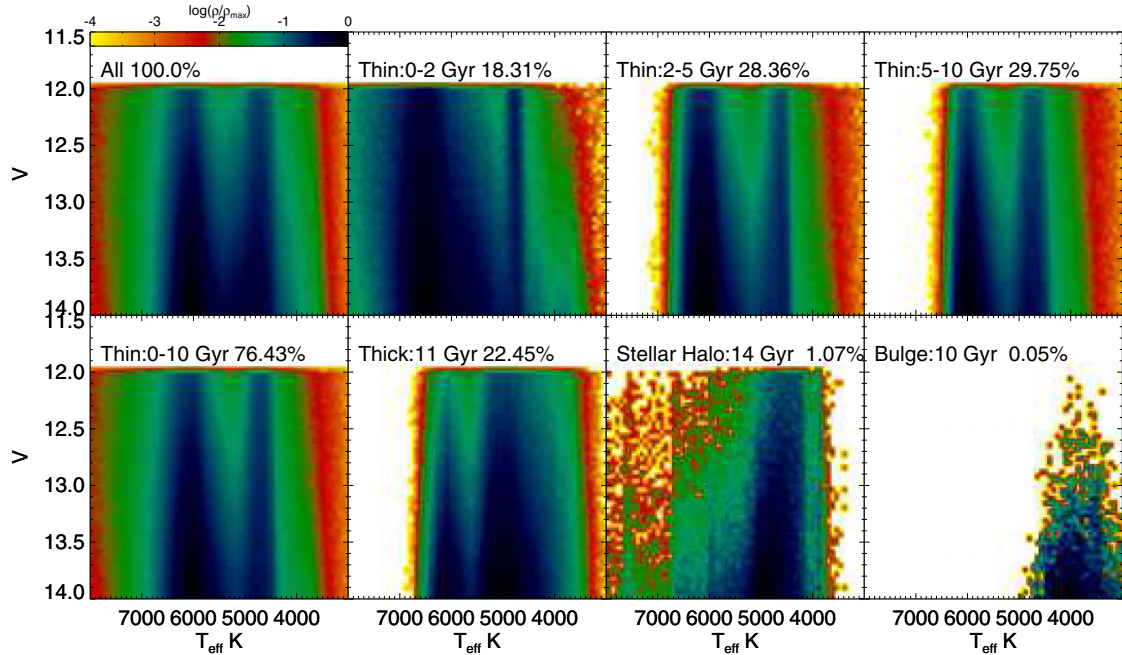 log(ρ/ρmax)
-4 -3 -2 -1 0
11.5
All 100.0% Thin:0-2 Gyr 18.31% Thin:2-5 Gyr 28.36% Thin:5-10 Gyr 29.75%
12.0
12.5
V
13.0
13.5
14.0
11.5
Thin:0-10 Gyr 76.43% Thick:11 Gyr 22.45% Stellar Halo:14 Gyr 1.07% Bulge:10 Gyr 0.05%
12.0
12.5
V
13.0
13.5
14.0
7000 6000 5000 4000 7000 6000 5000 4000 7000 6000 5000 4000 7000 6000 5000 4000
Teff K Teff K Teff K Teff K